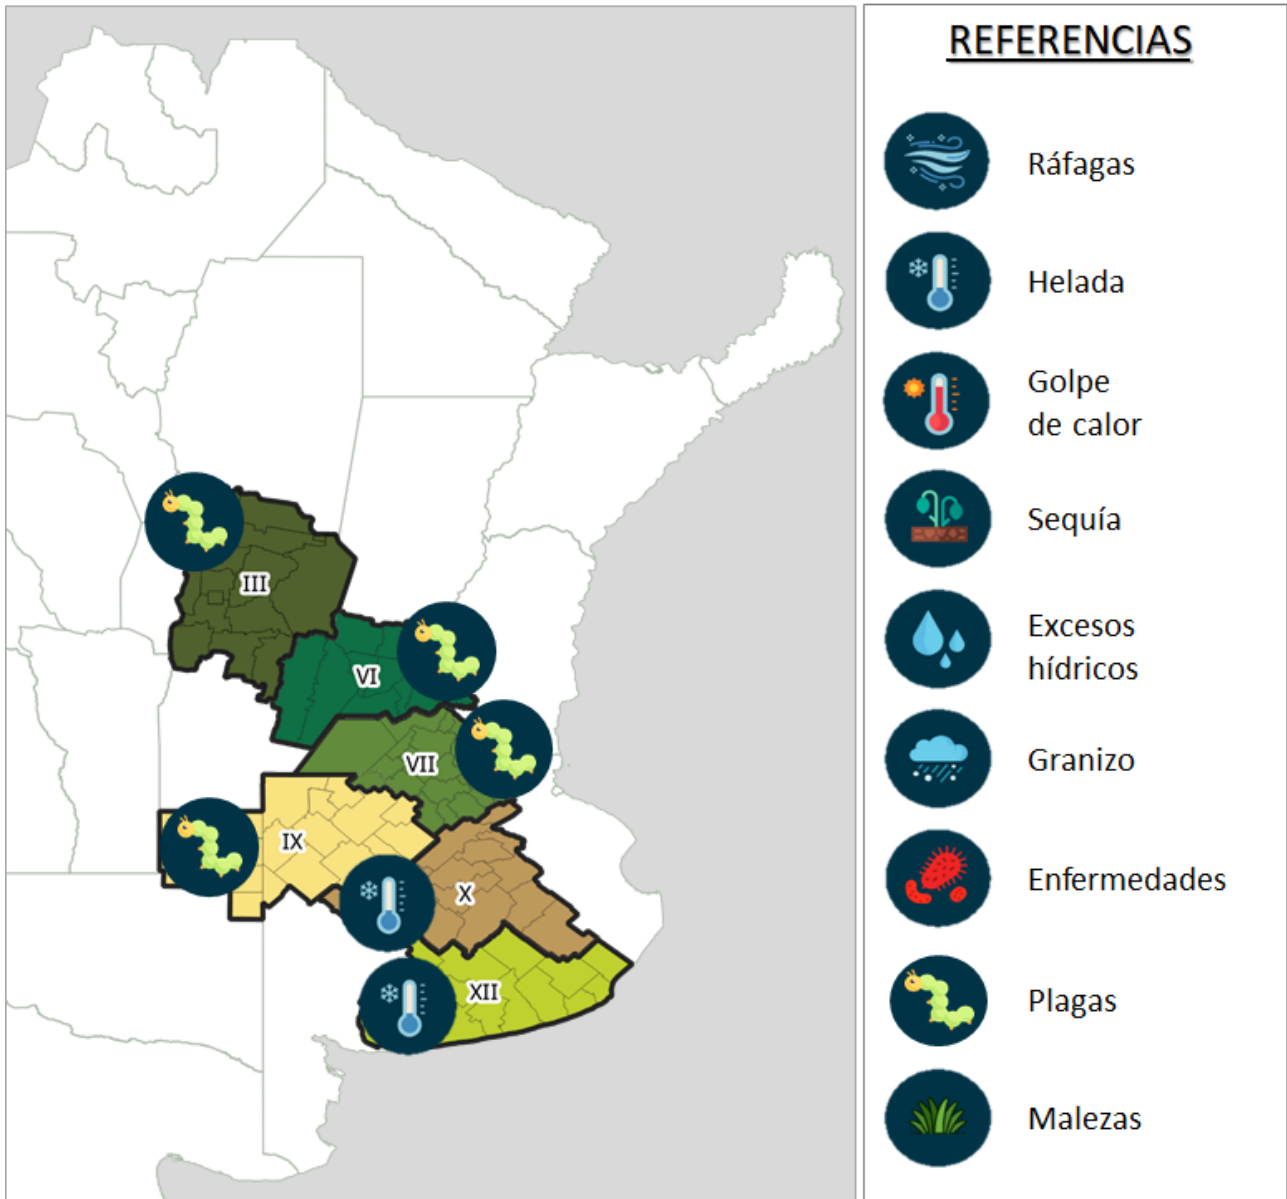 REFERENCIAS
Ráfagas
Helada
Golpe
de calor
Sequía
Excesos
hídricos
Granizo
Enfermedades
Plagas
Malezas
III
VI
VII
IX
X
XII